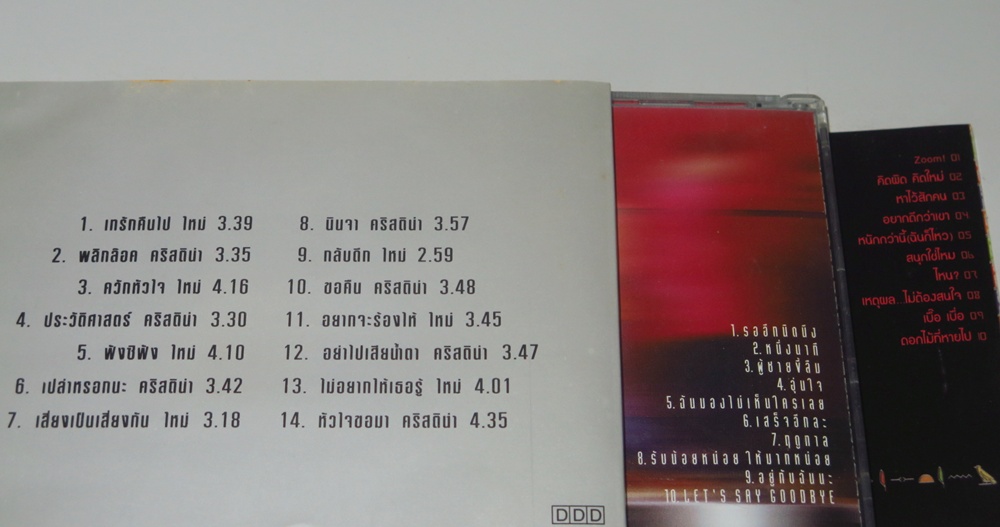 1. เทรักคืนไป ใหม่ 3.39
2. พลิกล็อค คริสติน่า 3.35
3. ควักหัวใจ ใหม่ 4.16
4. ประวัติศาสตร์ คริสติน่า 3.30
5. พังซิพัง ใหม่ 4.10
6. เปล่าหรอกนะ คริสติน่า 3.42
7. เสี่ยงเป็นเสี่ยงกัน ใหม่ 3.18
8. นินจา คริสติน่า 3.57
9. กลับดึก ใหม่ 2.59
10. ขอคืน คริสติน่า 3.48
11. อยากจะร้องไห้ ใหม่ 3.45
12. อย่าไปเสียน้ำตา คริสติน่า 3.47
13. ไม่อยากให้เธอรู้ ใหม่ 4.01
14. หัวใจขอมา คริสติน่า 4.35
DDD
1.รออีกนิดนึง
2.หนึ่งนาที
3.ผู้ชายขี้ลืม
4.อุ่นใจ
5.ฉันมองไม่เห็นใครเลย
6.เสร็จอีกละ
7.ฤดูกาล
8.รับน้อยหน่อย ให้มากหน่อย
9.อยู่กับฉันนะ
10.LET'S SAY GOODBYE
Zoom! 01
คิดผิด คิดใหม่ 02
หาไว้สักคน 03
อยากดีกว่าเขา 04
หนักกว่านี้(ฉันก็ไหว) 05
สนุกใช่ไหม 06
ไหน? 07
เหตุผล...ไม่ต้องสนใจ 08
เบื๊อ เบื่อ 09
ดอกไม้ที่หายไป 10